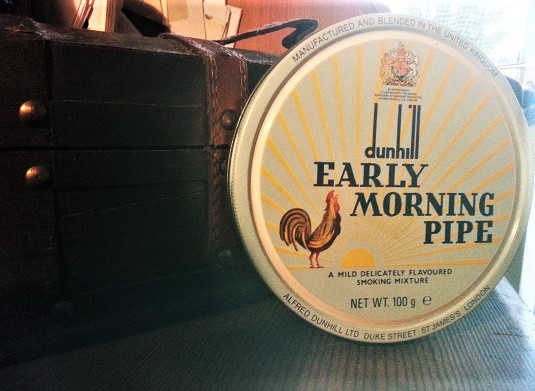 MANUFACTURED AND BLENDED IN THE UNITED KINGDOM
dunhill
EARLY
MORNING
PIPE
A MILD DELICATELY FLAVOURED
SMOKING MIXTURE
NET WT. 100 g ℮
ALFRED DUNHILL LTD DUKE STREET ST JAMES'S LONDON